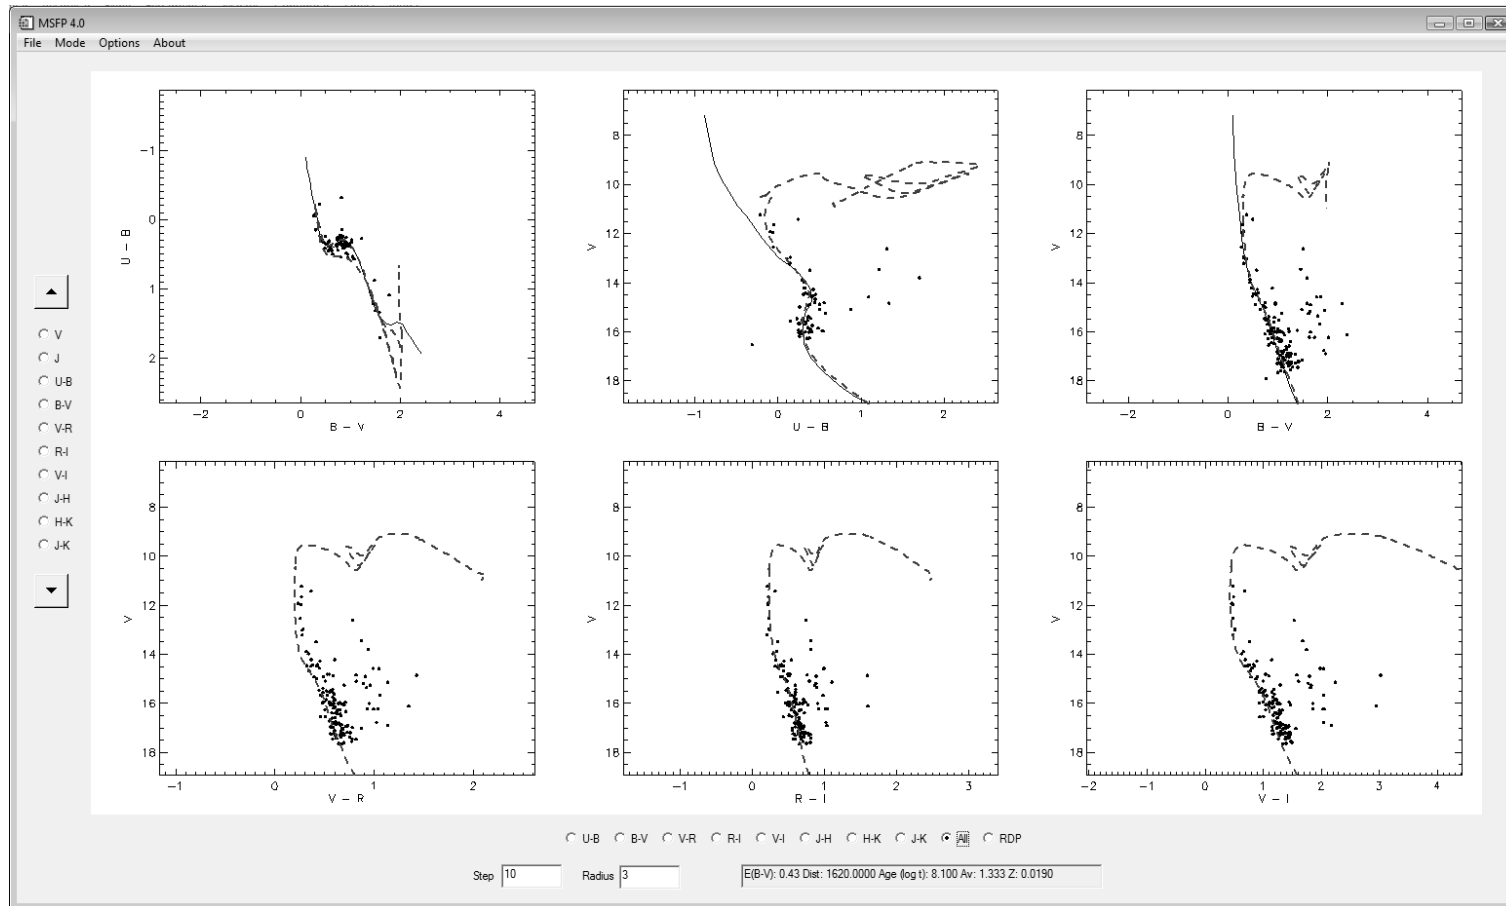 MSFP 4.0
File Mode Options About
-1
0
1
2
U - B
-2 0 2 4
B - V
8
10
12
14
16
18
V
-1 0 1 2
U - B
8
10
12
14
16
18
V
-2 0 2 4
B - V
V
J
U-B
B-V
V-R
R-I
V-I
J-H
H-K
J-K
8
10
12
14
16
18
V
-1 0 1 2
V - R
8
10
12
14
16
18
V
-1 0 1 2 3
R - I
8
10
12
14
16
18
V
-2 -1 0 1 2 3 4
V - I
U-B B-V V-R R-I V-I J-H H-K J-K All RDP
Step 10 Radius 3 E(B-V): 0.43 Dist: 1620.0000 Age (log t): 8.100 Av: 1.333 Z: 0.0190